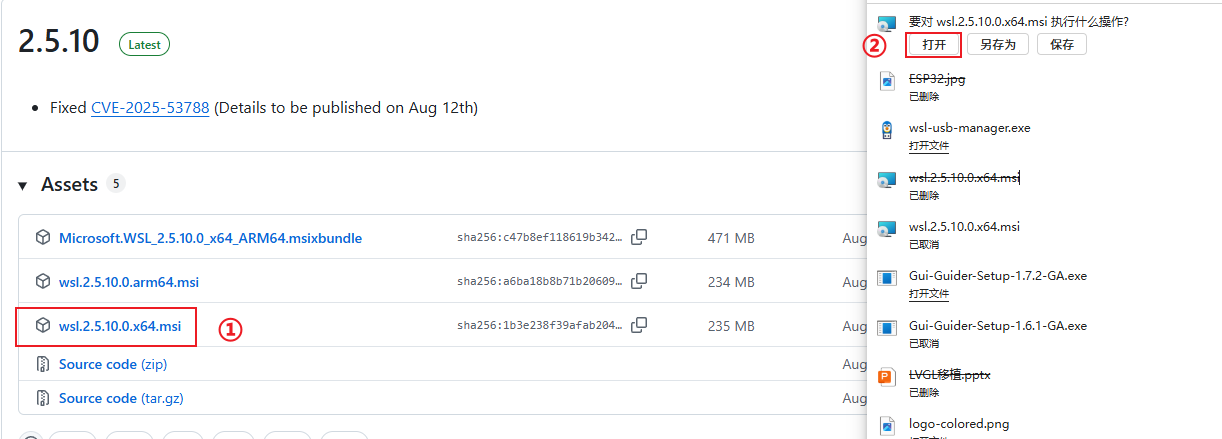 2.5.10 Latest
Fixed CVE-2025-53788 (Details to be published on Aug 12th)
Assets 5
Microsoft.WSL_2.5.10.0_x64_ARM64.msixbundle sha256:c47b8ef118619b342… 471 MB Aug
wsl.2.5.10.0.arm64.msi sha256:a6ba18b8b71b20609… 234 MB Aug
wsl.2.5.10.0.x64.msi ① sha256:1b3e238f39afab204… 235 MB Aug
Source code (zip) Aug
Source code (tar.gz) Aug
要对 wsl.2.5.10.0.x64.msi 执行什么操作?
② 打开 另存为 保存
ESP32.jpg
已删除
wsl-usb-manager.exe
打开文件
wsl.2.5.10.0.x64.msi
已删除
wsl.2.5.10.0.x64.msi
已取消
Gui-Guider-Setup-1.7.2-GA.exe
打开文件
Gui-Guider-Setup-1.6.1-GA.exe
已取消
LVGL移植.pptx
已删除
logo-colored.png